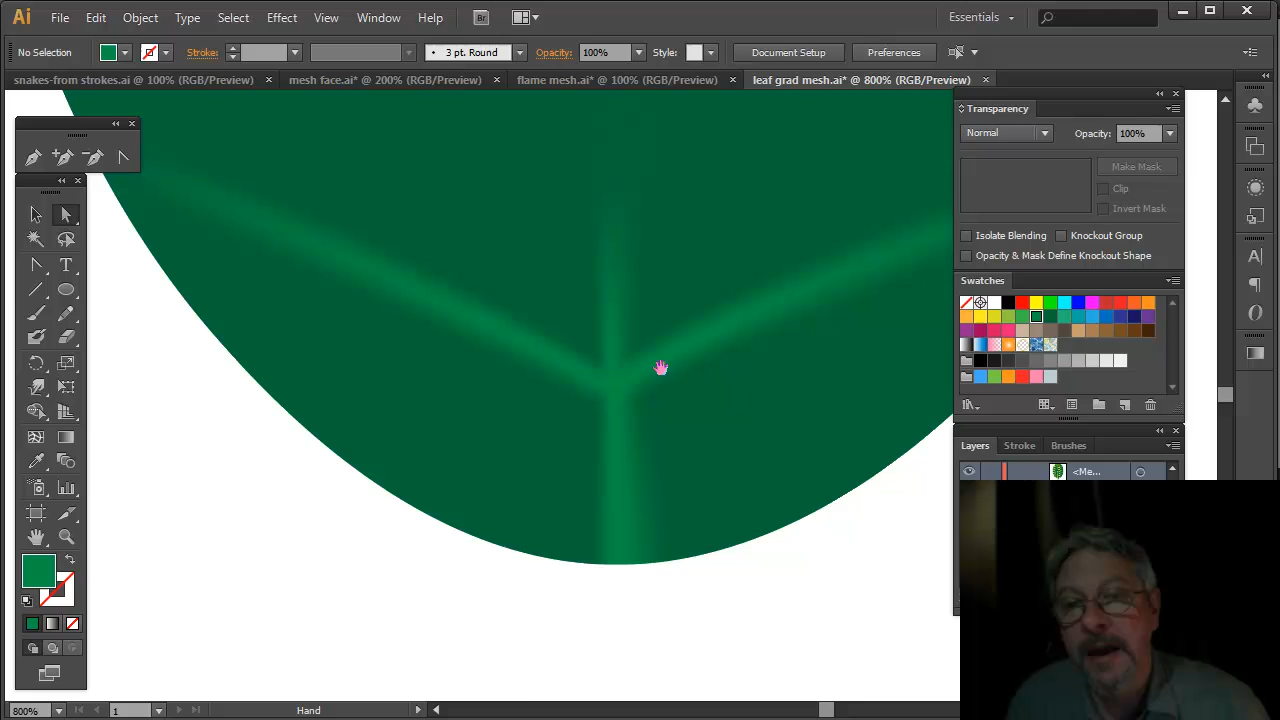 Ai File Edit Object Type Select Effect View Window Help Br Essentials
No Selection Stroke: 3 pt. Round Opacity: 100% Style: Document Setup Preferences
snakes-from strokes.ai @ 100% (RGB/Preview) × mesh face.ai* @ 200% (RGB/Preview) × flame mesh.ai* @ 100% (RGB/Preview) × leaf grad mesh.ai* @ 800% (RGB/Preview) ×
Transparency
Normal Opacity: 100%
Make Mask
Clip
Invert Mask
Isolate Blending Knockout Group
Opacity & Mask Define Knockout Shape
Swatches
Layers Stroke Brushes
<Me...
800% 1 Hand